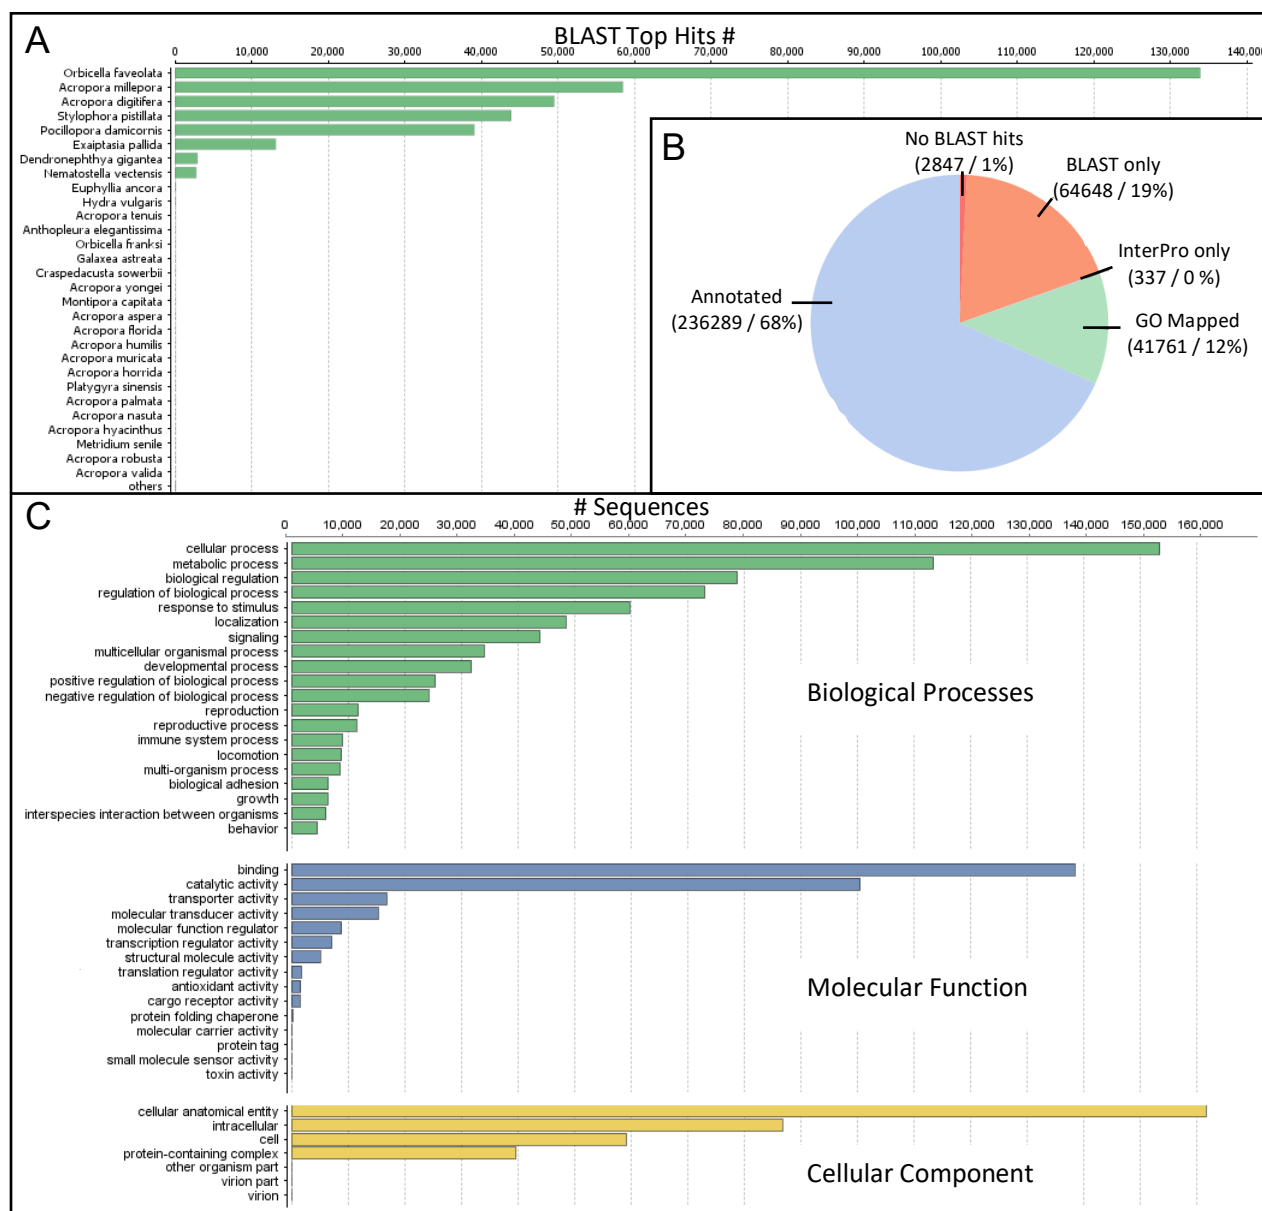 A
BLAST Top Hits #
0 10,000 20,000 30,000 40,000 50,000 60,000 70,000 80,000 90,000 100,000 110,000 120,000 130,000 140,00
Orbicella faveolata
Acropora millepora
Acropora digitifera
Stylophora pistillata
Pocillopora damicornis
Exaiptasia pallida
Dendronephthya gigantea
Nematostella vectensis
Euphyllia ancora
Hydra vulgaris
Acropora tenuis
Anthopleura elegantissima
Orbicella franksi
Galaxea astreata
Craspedacusta sowerbii
Acropora yongei
Montipora capitata
Acropora aspera
Acropora florida
Acropora humilis
Acropora muricata
Acropora horrida
Platygyra sinensis
Acropora palmata
Acropora nasuta
Acropora hyacinthus
Metridium senile
Acropora robusta
Acropora valida
others
B
No BLAST hits
(2847 / 1%)
BLAST only
(64648 / 19%)
InterPro only
(337 / 0 %)
GO Mapped
(41761 / 12%)
Annotated
(236289 / 68%)
C
# Sequences
0 10,000 20,000 30,000 40,000 50,000 60,000 70,000 80,000 90,000 100,000 110,000 120,000 130,000 140,000 150,000 160,000
cellular process
metabolic process
biological regulation
regulation of biological process
response to stimulus
localization
signaling
multicellular organismal process
developmental process
positive regulation of biological process
negative regulation of biological process
reproduction
reproductive process
immune system process
locomotion
multi-organism process
biological adhesion
growth
interspecies interaction between organisms
behavior
Biological Processes
binding
catalytic activity
transporter activity
molecular transducer activity
molecular function regulator
transcription regulator activity
structural molecule activity
translation regulator activity
antioxidant activity
cargo receptor activity
protein folding chaperone
molecular carrier activity
protein tag
small molecule sensor activity
toxin activity
Molecular Function
cellular anatomical entity
intracellular
cell
protein-containing complex
other organism part
virion part
virion
Cellular Component